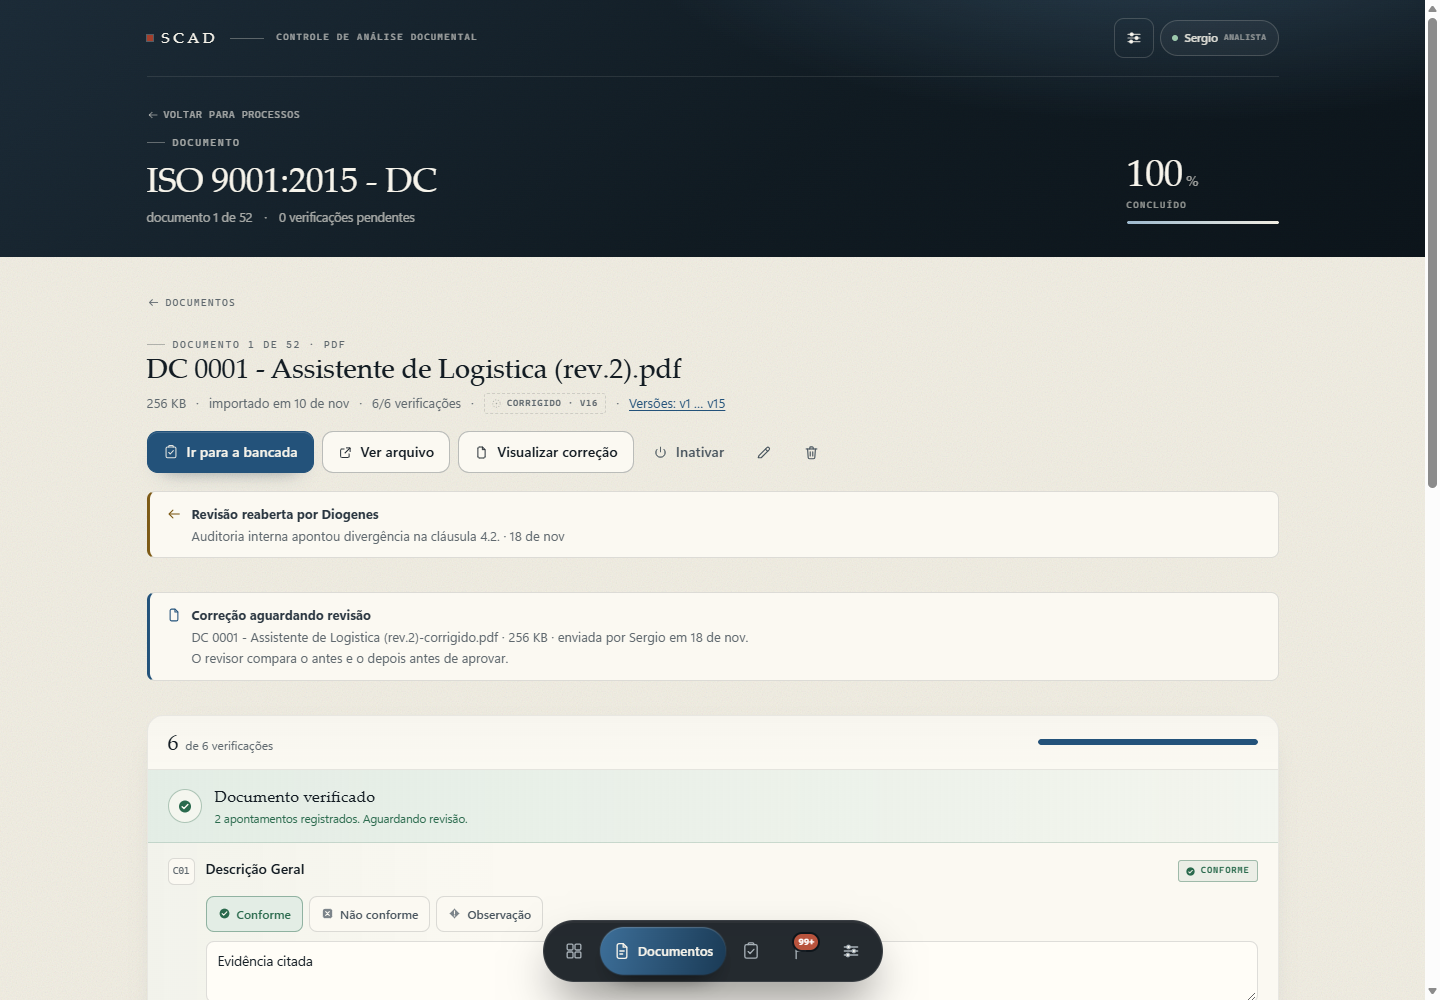 SCAD
CONTROLE DE ANÁLISE DOCUMENTAL
Sergio ANALISTA
← VOLTAR PARA PROCESSOS
DOCUMENTO
ISO 9001:2015 - DC
documento 1 de 52 · 0 verificações pendentes
100 %
CONCLUÍDO
← DOCUMENTOS
DOCUMENTO 1 DE 52 · PDF
DC 0001 - Assistente de Logistica (rev.2).pdf
256 KB · importado em 10 de nov · 6/6 verificações · CORRIGIDO · V16 · Versões: v1 ... v15
Ir para a bancada
Ver arquivo
Visualizar correção
Inativar
Revisão reaberta por Diogenes
Auditoria interna apontou divergência na cláusula 4.2. · 18 de nov
Correção aguardando revisão
DC 0001 - Assistente de Logistica (rev.2)-corrigido.pdf · 256 KB · enviada por Sergio em 18 de nov.
O revisor compara o antes e o depois antes de aprovar.
6 de 6 verificações
Documento verificado
2 apontamentos registrados. Aguardando revisão.
C01 Descrição Geral
CONFORME
Conforme
Não conforme
Observação
Evidência citada
Documentos
99+